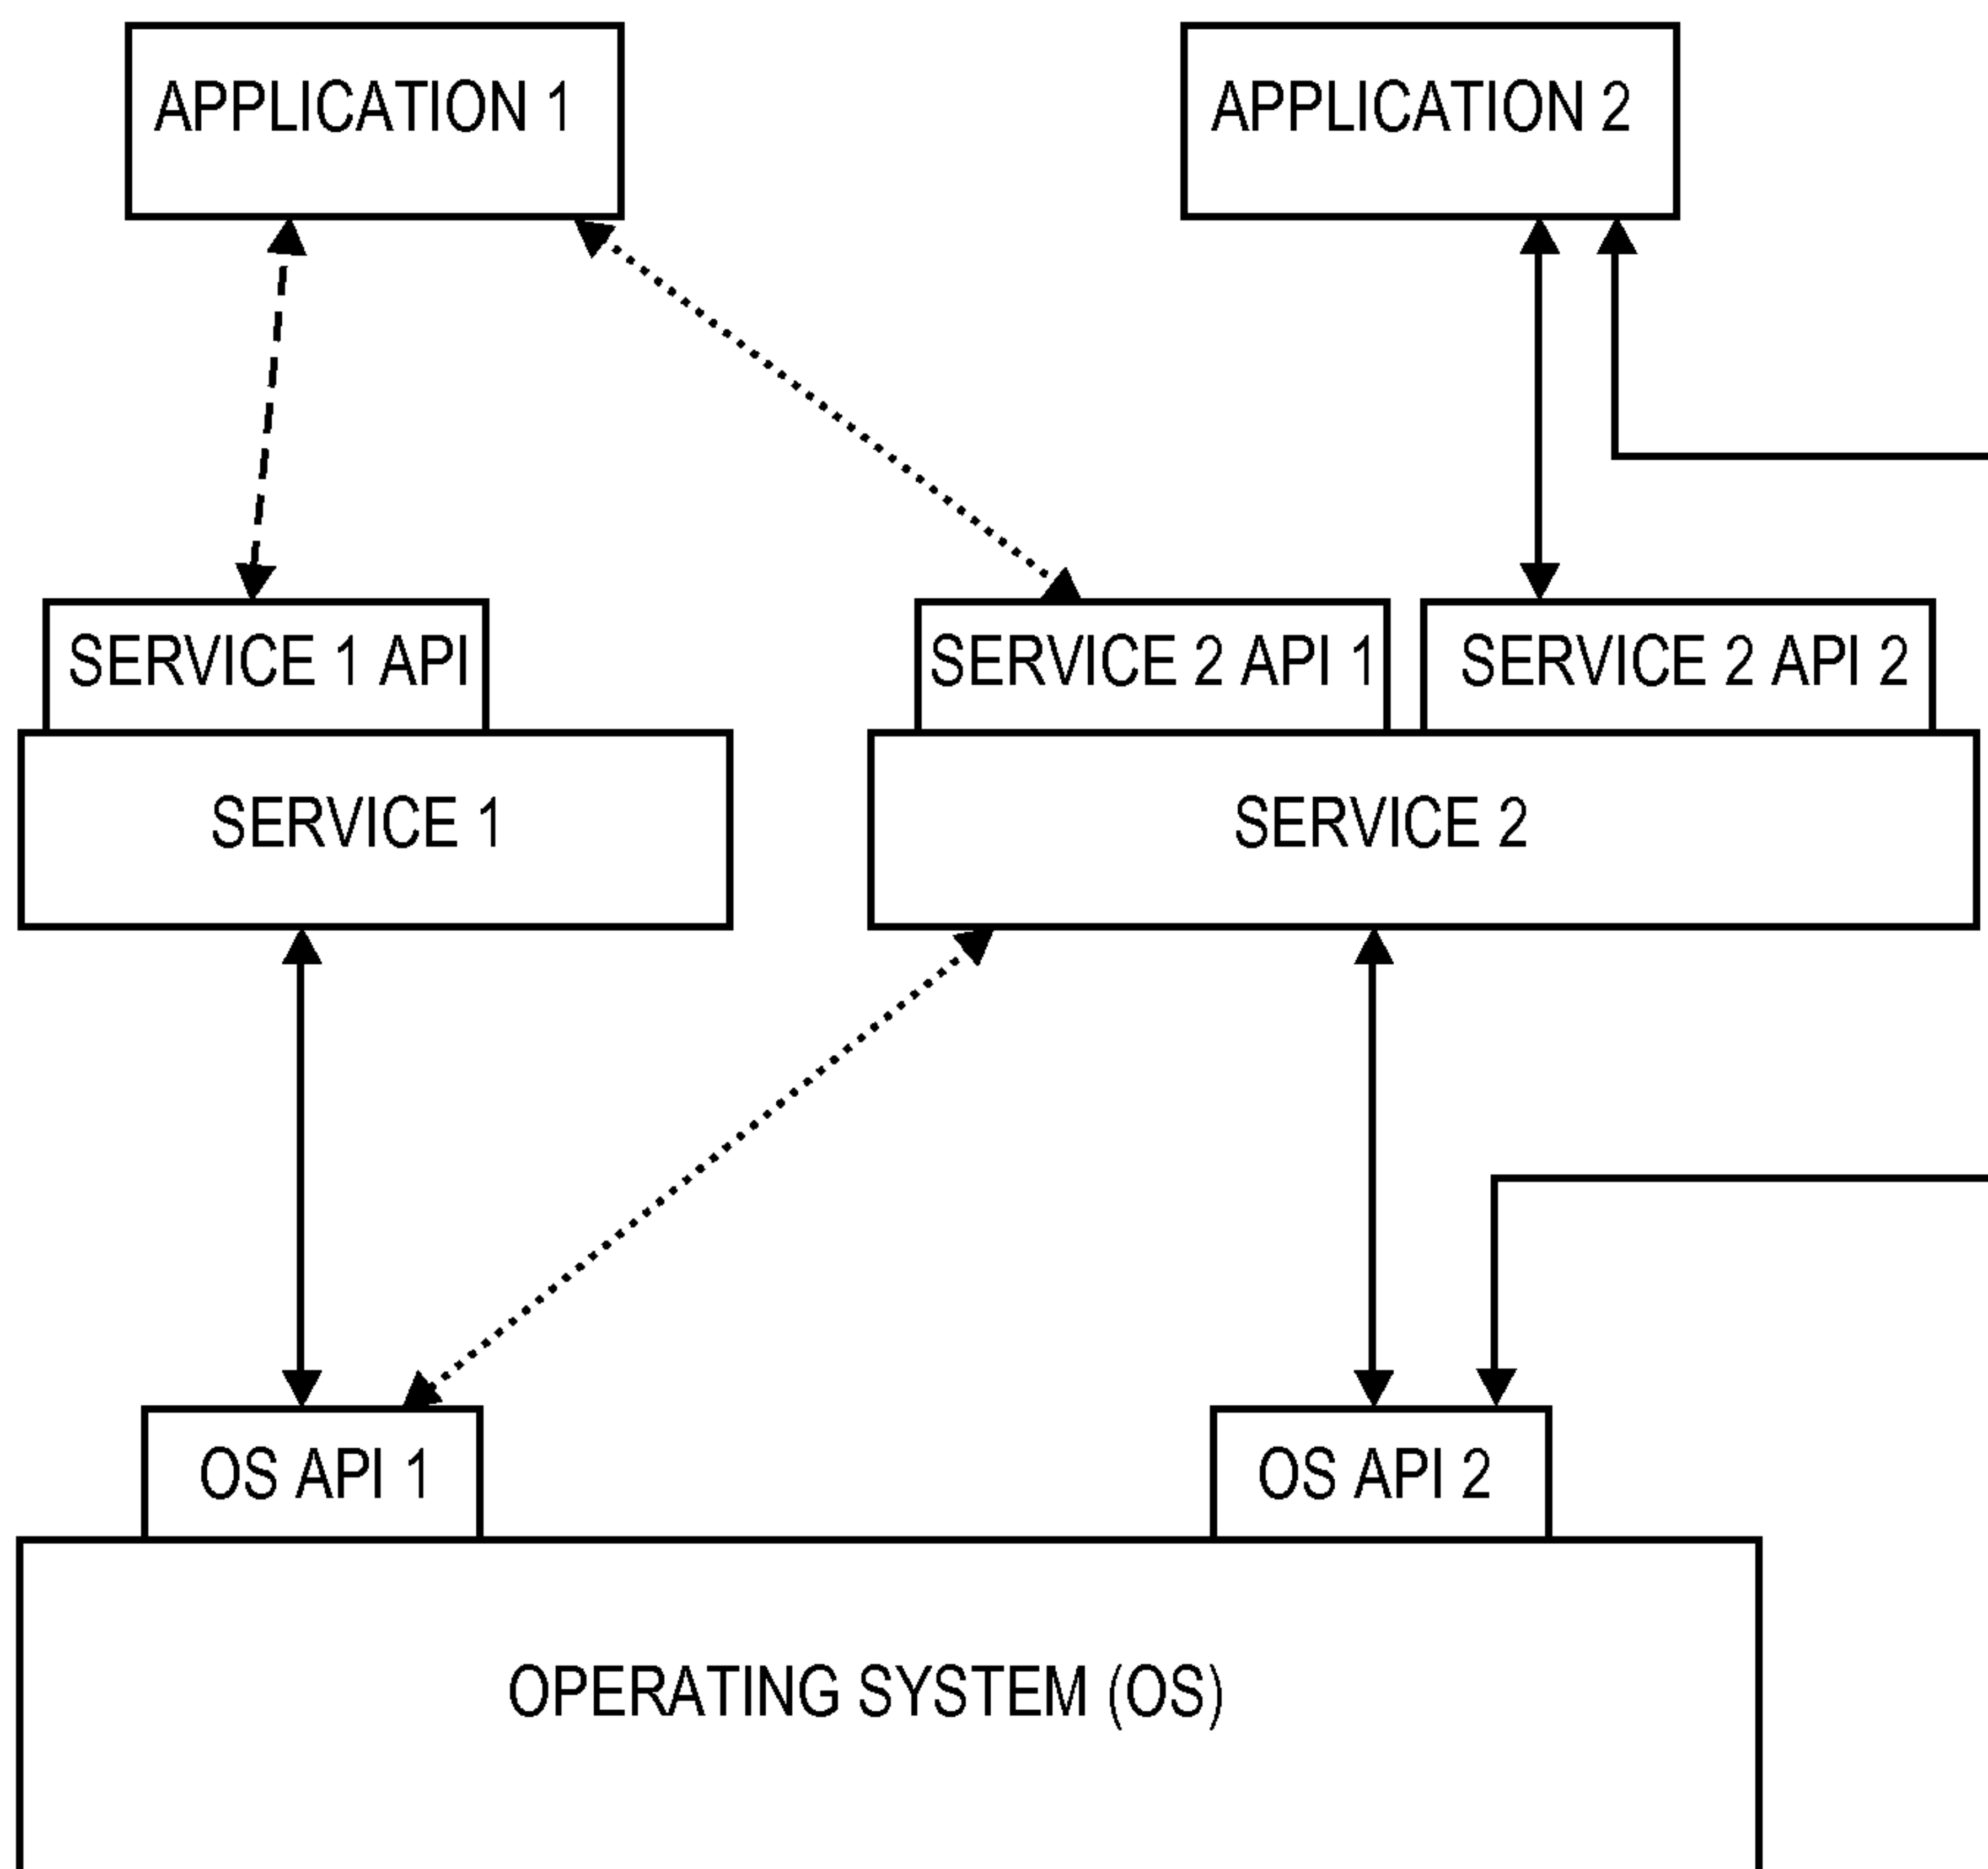 APPLICATION 1
APPLICATION 2
SERVICE 1 API
SERVICE 2 API 1
SERVICE 2 API 2
SERVICE 1
SERVICE 2
OS API 1
OS API 2
OPERATING SYSTEM (OS)